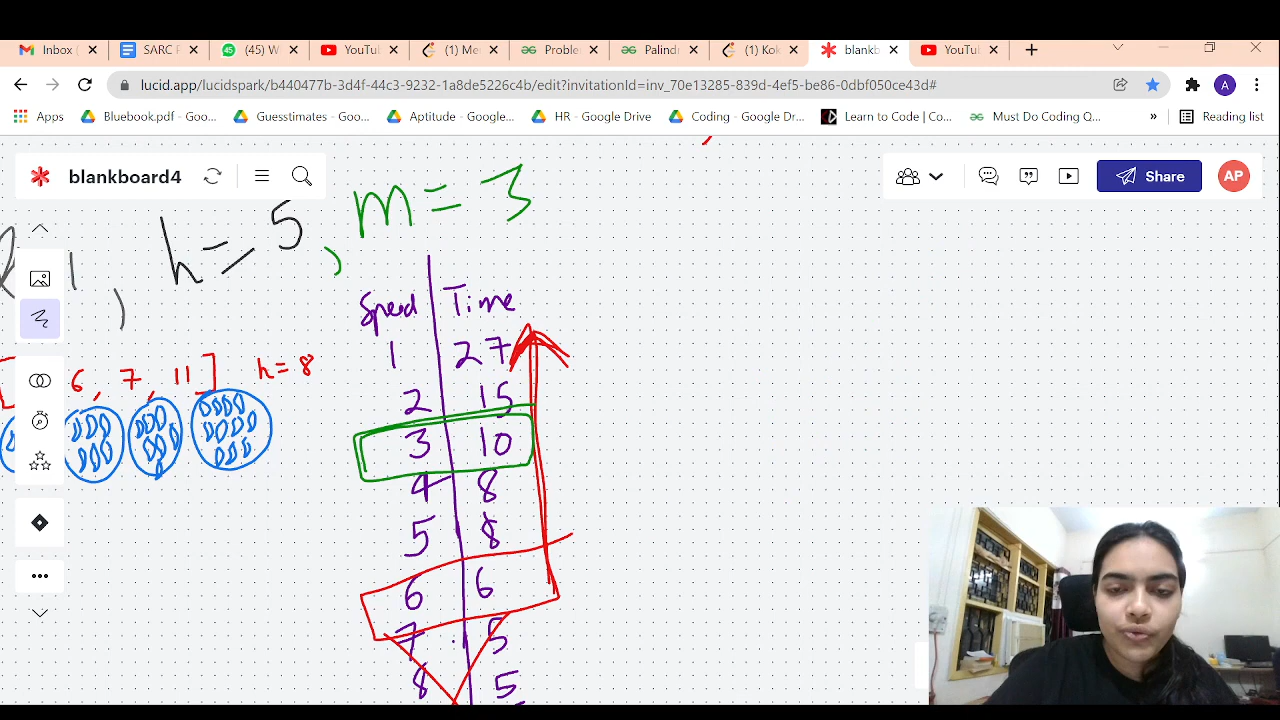 Inbox (
SARC F
(45) W
YouTu
(1) Me
Proble
Palind
(1) Kok
blankb
YouTu
lucid.app/lucidspark/b440477b-3d4f-44c3-9232-1a8de5226c4b/edit?invitationId=inv_70e13285-839d-4ef5-be86-0dbf050ce43d#
A
Apps
Bluebook.pdf - Goo...
Guesstimates - Goo...
Aptitude - Google...
HR - Google Drive
Coding - Google Dr...
Learn to Code | Co...
Must Do Coding Q...
»
Reading list
blankboard4
Share
AP
h = 5, m = 3
Speed Time
1 27
6, 7, 11] h = 8
2 15
3 10
4 8
5 8
6 6
7 5
8 5